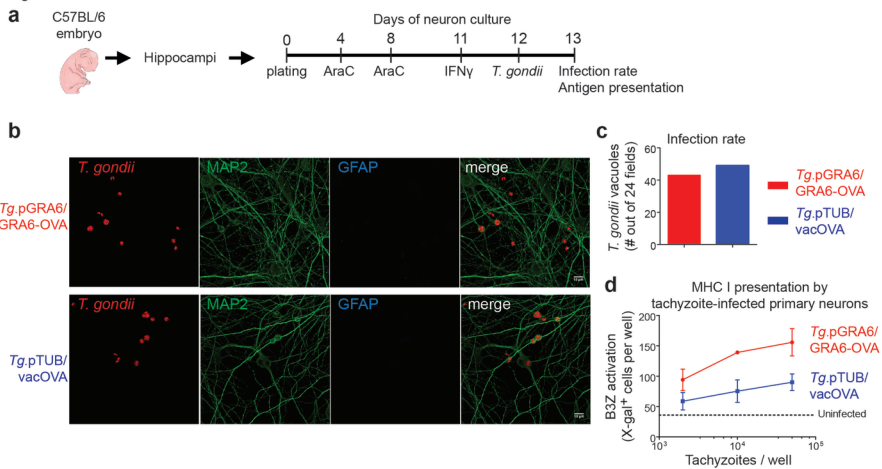 a
C57BL/6
embryo
Hippocampi
Days of neuron culture
0 4 8 11 12 13
plating AraC AraC IFNγ T. gondii Infection rate
Antigen presentation
b
T. gondii MAP2 GFAP merge
Tg.pGRA6/
GRA6-OVA
10 µm
T. gondii MAP2 GFAP merge
Tg.pTUB/
vacOVA
10 µm
c
Infection rate
T. gondii vacuoles
(# out of 24 fields)
60
40
20
0
Tg.pGRA6/
GRA6-OVA
Tg.pTUB/
vacOVA
d
MHC I presentation by
tachyzoite-infected primary neurons
B3Z activation
(X-gal⁺ cells per well)
200
150
100
50
0
Tg.pGRA6/
GRA6-OVA
Tg.pTUB/
vacOVA
Uninfected
10³ 10⁴ 10⁵
Tachyzoites / well